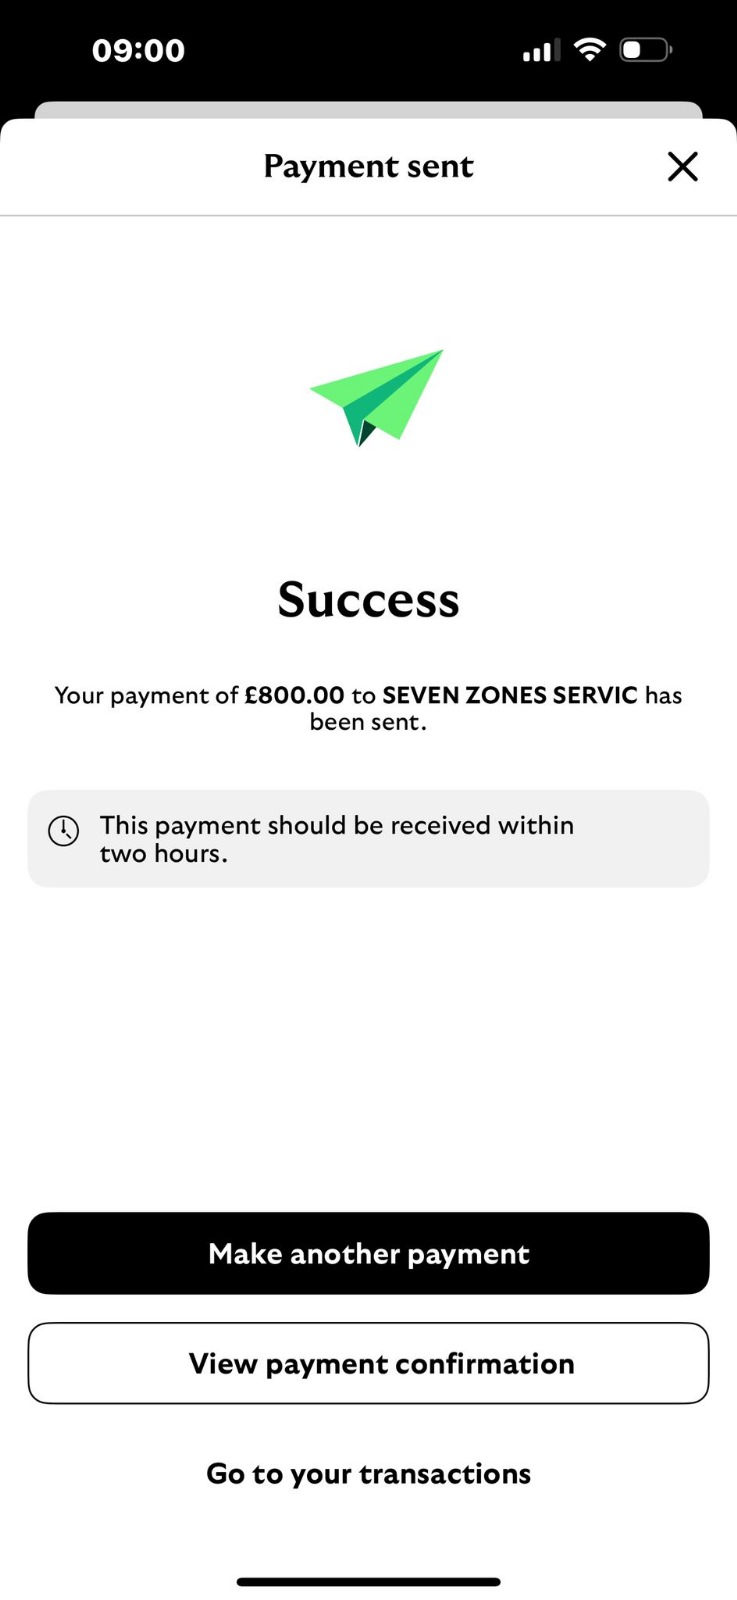 09:00
Payment sent
Success
Your payment of £800.00 to SEVEN ZONES SERVIC has
been sent.
This payment should be received within
two hours.
Make another payment
View payment confirmation
Go to your transactions